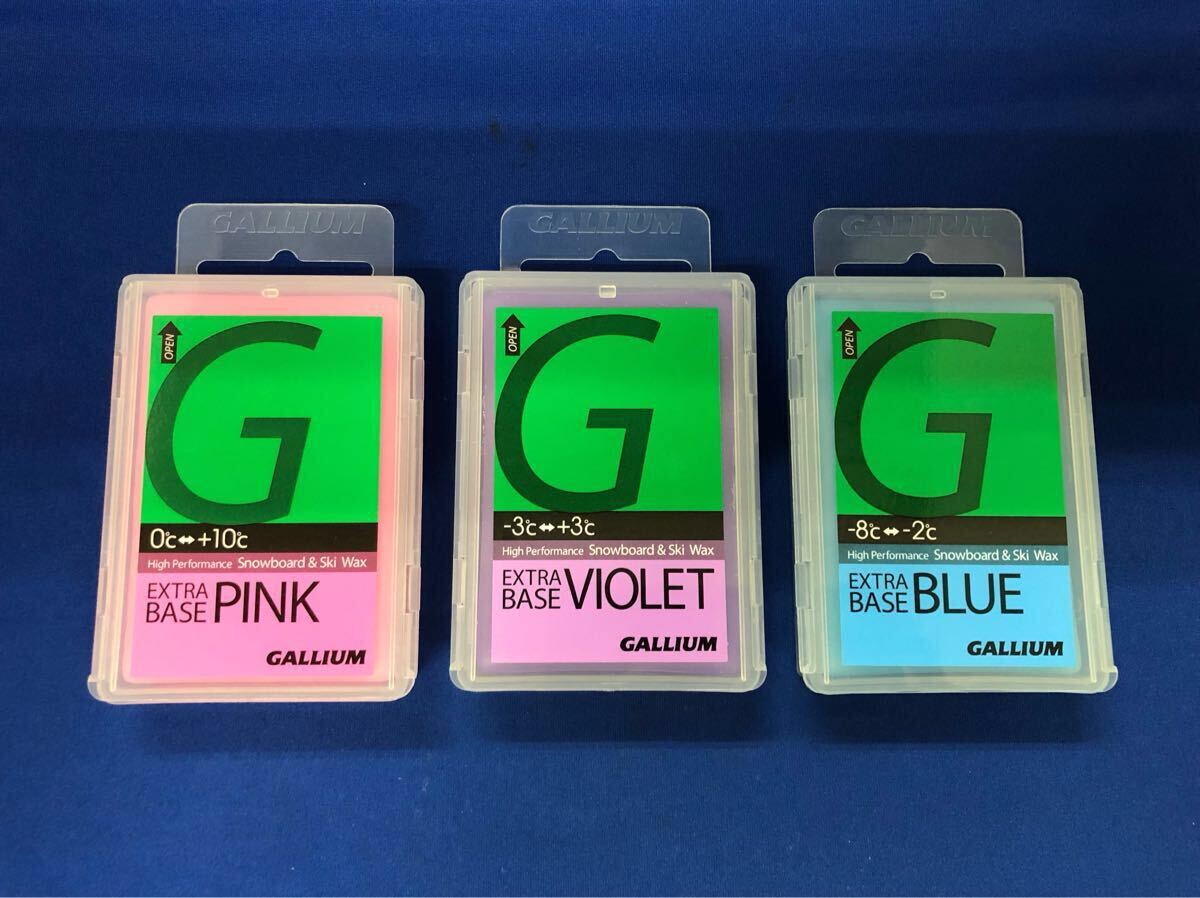 GALLIUM
OPEN
G
0℃⬌+10℃
High Performance Snowboard & Ski Wax
EXTRA
BASE PINK
GALLIUM
GALLIUM
OPEN
G
-3℃⬌+3℃
High Performance Snowboard & Ski Wax
EXTRA
BASE VIOLET
GALLIUM
GALLIUM
OPEN
G
-8℃⬌-2℃
High Performance Snowboard & Ski Wax
EXTRA
BASE BLUE
GALLIUM